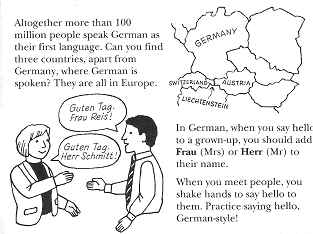 Altogether more than 100
million people speak German as
their first language. Can you find
three countries, apart from
Germany, where German is
spoken? They are all in Europe.
GERMANY
SWITZERLAND
AUSTRIA
LIECHTENSTEIN
Guten Tag.
Frau Reis!
Guten Tag.
Herr Schmitt!
In German, when you say hello
to a grown-up, you should add
Frau (Mrs) or Herr (Mr) to
their name.
When you meet people, you
shake hands to say hello to
them. Practice saying hello,
German-style!